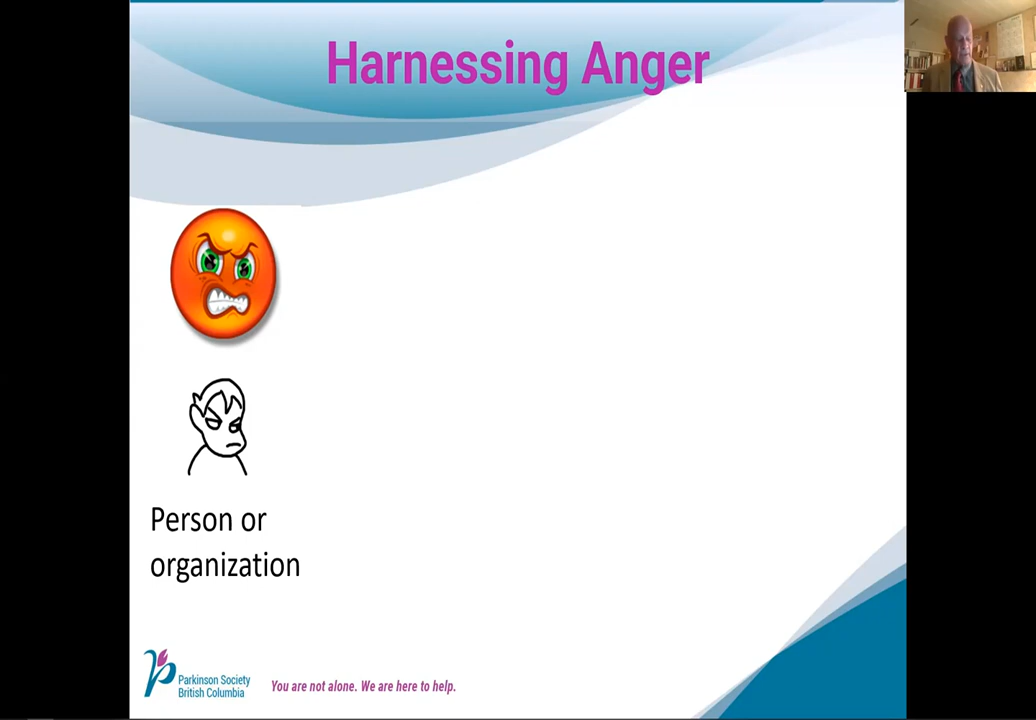 Harnessing Anger
Person or
organization
Parkinson Society
British Columbia
You are not alone. We are here to help.